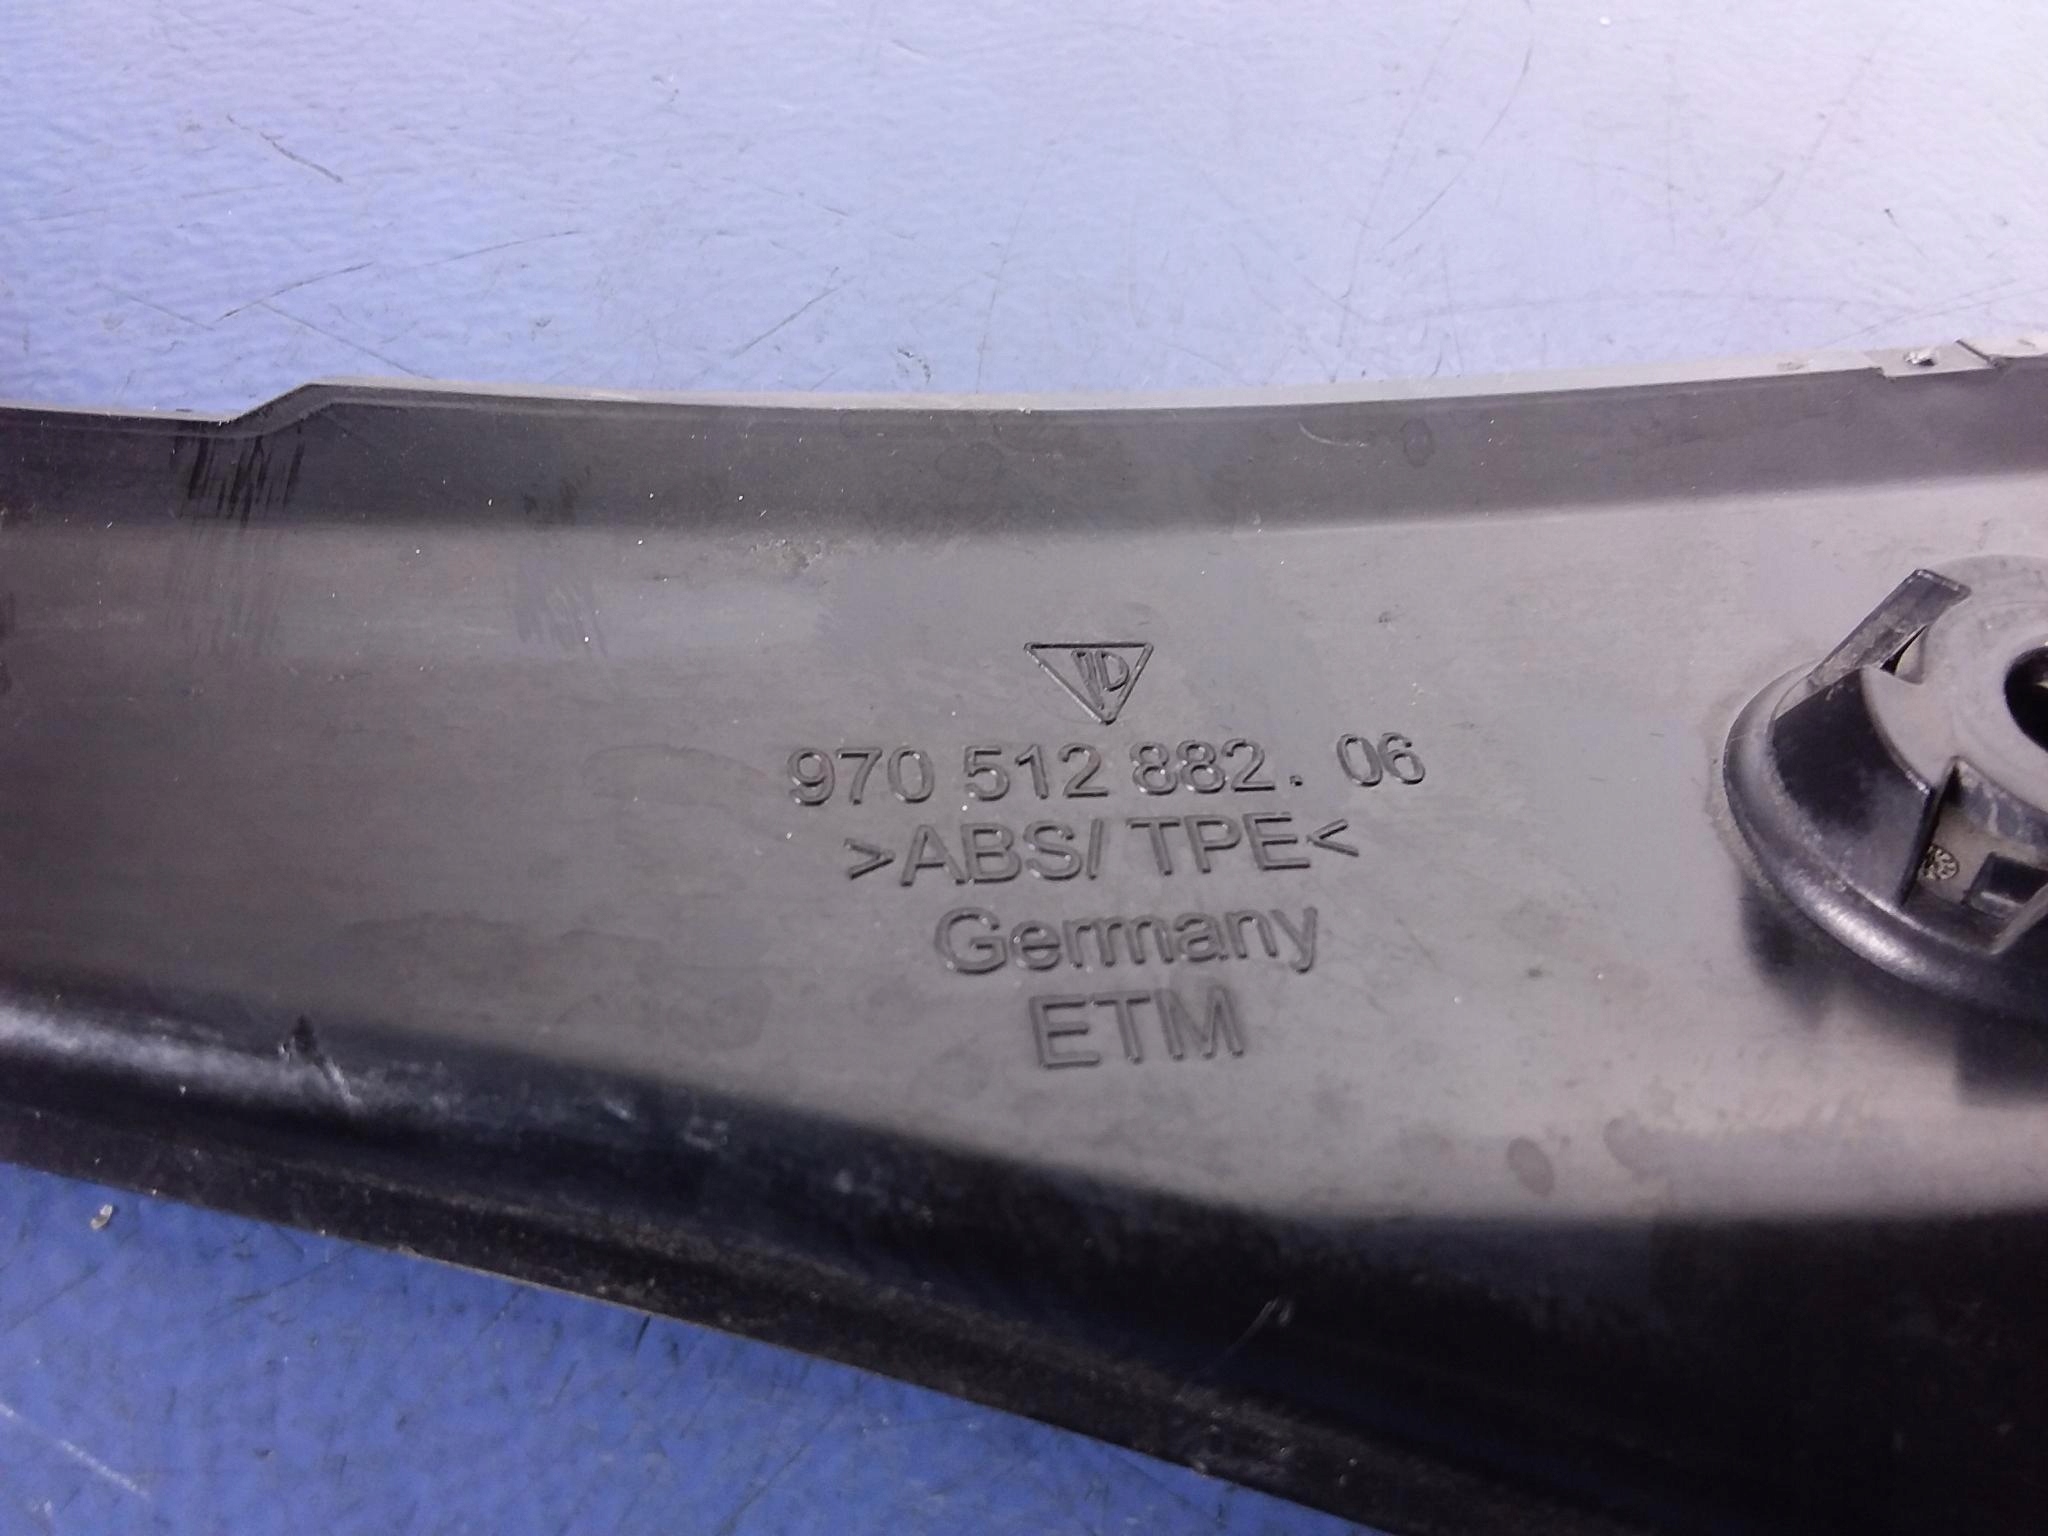 970 512 882. 06
>ABS/ TPE<
Germany
ETM